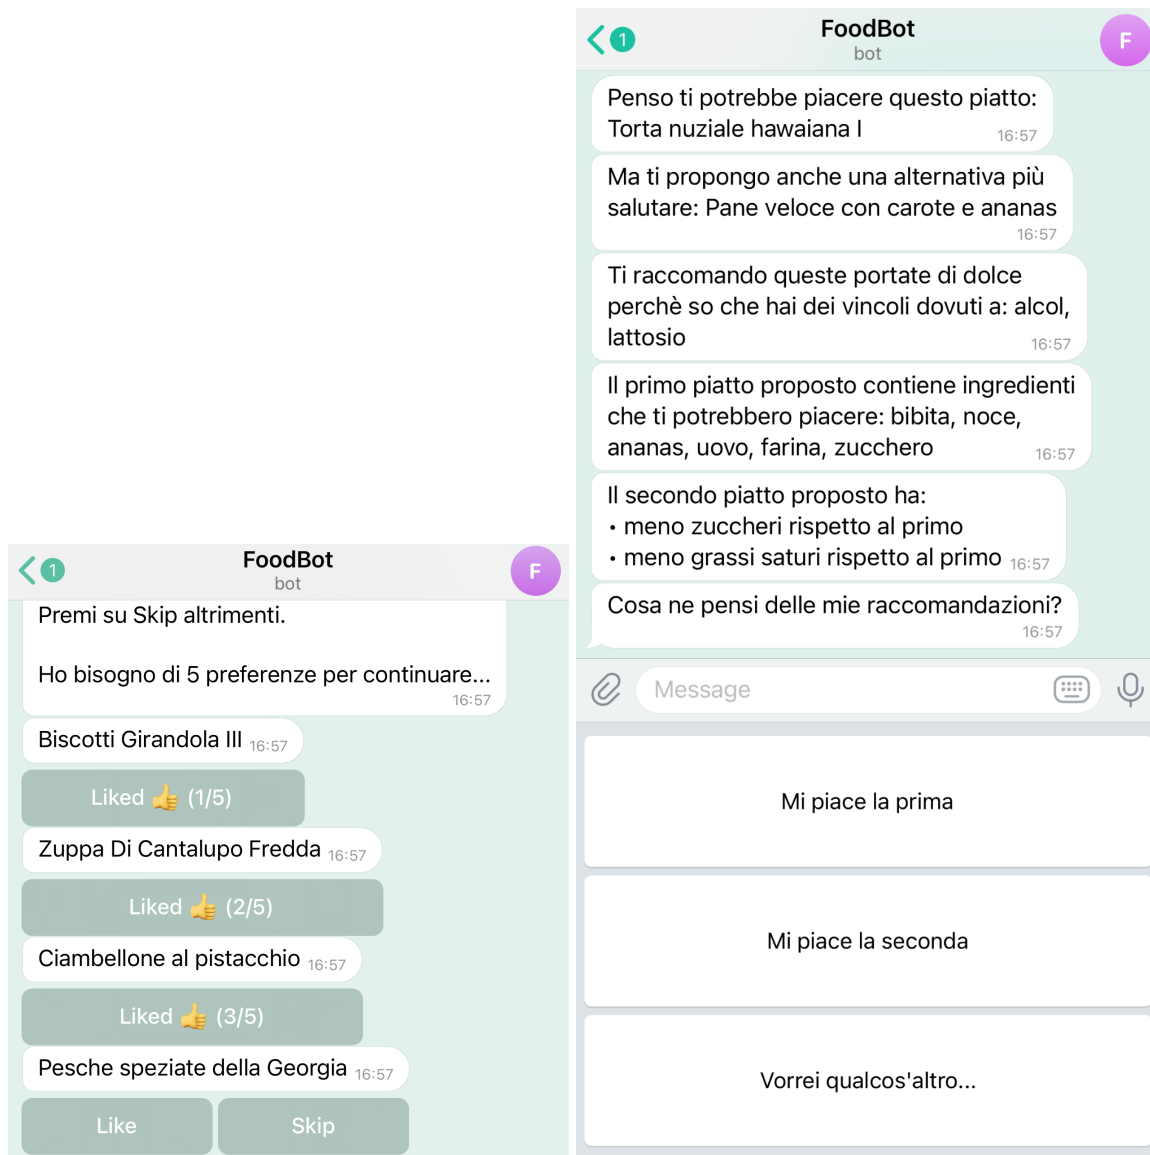 1
FoodBot
bot
F
Premi su Skip altrimenti.
Ho bisogno di 5 preferenze per continuare...
16:57
Biscotti Girandola III 16:57
Liked 👍 (1/5)
Zuppa Di Cantalupo Fredda 16:57
Liked 👍 (2/5)
Ciambellone al pistacchio 16:57
Liked 👍 (3/5)
Pesche speziate della Georgia 16:57
Like
Skip
1
FoodBot
bot
F
Penso ti potrebbe piacere questo piatto:
Torta nuziale hawaiana I 16:57
Ma ti propongo anche una alternativa più
salutare: Pane veloce con carote e ananas
16:57
Ti raccomando queste portate di dolce
perchè so che hai dei vincoli dovuti a: alcol,
lattosio 16:57
Il primo piatto proposto contiene ingredienti
che ti potrebbero piacere: bibita, noce,
ananas, uovo, farina, zucchero 16:57
Il secondo piatto proposto ha:
• meno zuccheri rispetto al primo
• meno grassi saturi rispetto al primo 16:57
Cosa ne pensi delle mie raccomandazioni?
16:57
Message
Mi piace la prima
Mi piace la seconda
Vorrei qualcos'altro...